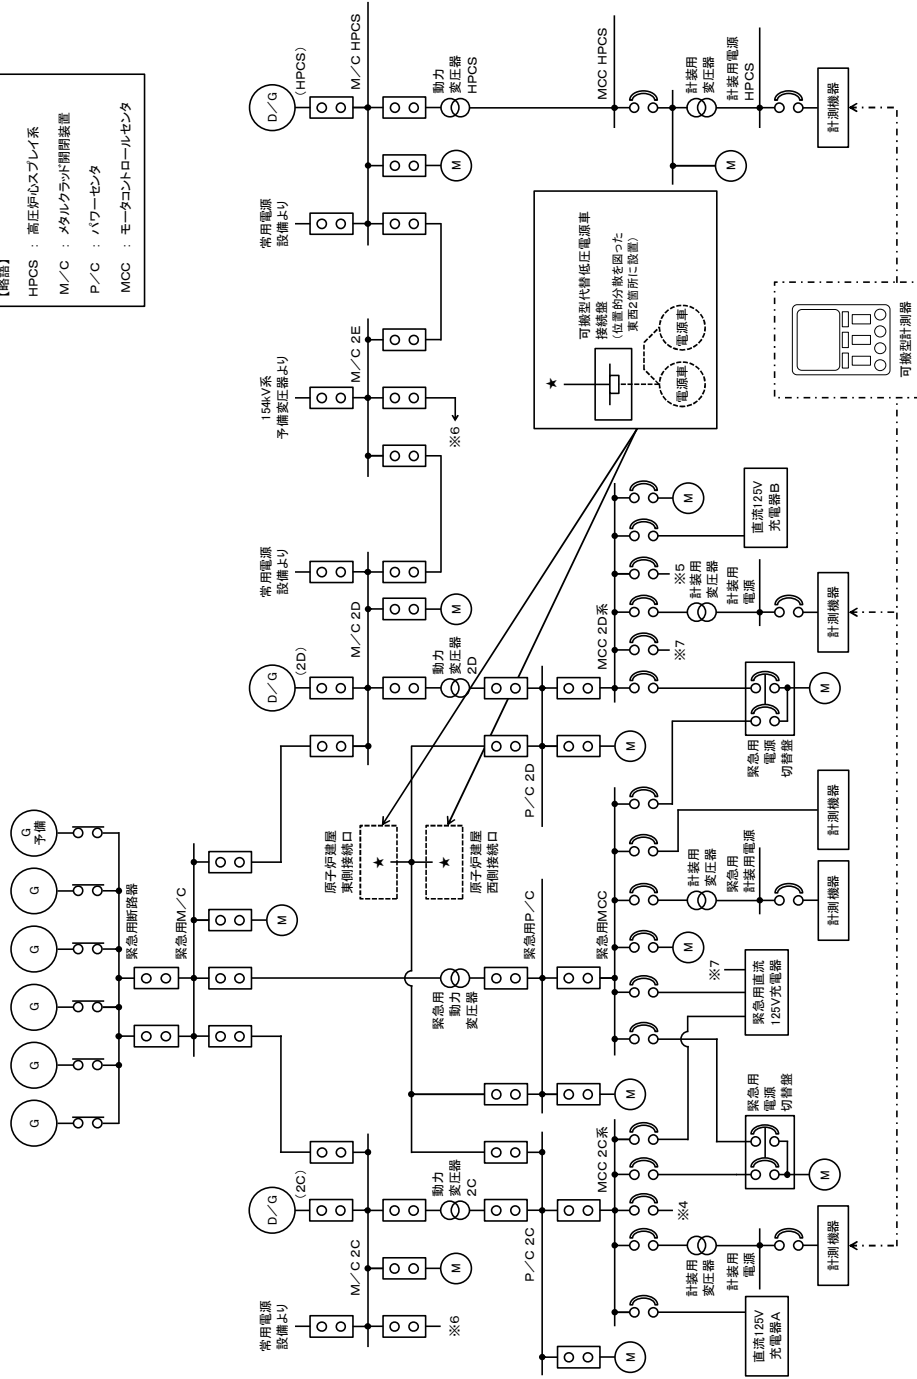 【略語】
HPCS : 高圧炉心スプレイ系
M/C : メタルクラッド開閉装置
P/C : パワーセンタ
MCC : モータコントロールセンタ
G
G
G
G
G
G
予備
緊急用断路器
緊急用M/C
M
常用電源
設備より
D/G
(2C)
D/G
(2D)
常用電源
設備より
154kV系
予備変圧器より
常用電源
設備より
D/G
(HPCS)
M/C 2C
M/C 2D
M/C 2E
M/C HPCS
※6
M
動力
変圧器
2C
緊急用
動力
変圧器
原子炉建屋
東側接続口
★
★
原子炉建屋
西側接続口
動力
変圧器
2D
M
※6
M
動力
変圧器
HPCS
P/C 2C
緊急用P/C
P/C 2D
M
M
M
可搬型代替低圧電源車
接続盤
(位置的分散を図った
東西2箇所に設置)
★
電源車
電源車
MCC 2C系
緊急用MCC
MCC 2D系
MCC HPCS
計装用
変圧器
計装用
電源
※4
M
計装用
変圧器
緊急用
計装用電源
※7
※5
計装用
変圧器
計装用
電源
M
計装用
変圧器
計装用電源
HPCS
M
直流125V
充電器A
計測機器
緊急用
電源
切替盤
M
※7
緊急用直流
125V充電器
計測機器
計測機器
緊急用
電源
切替盤
M
計測機器
直流125V
充電器B
計測機器
可搬型計測器